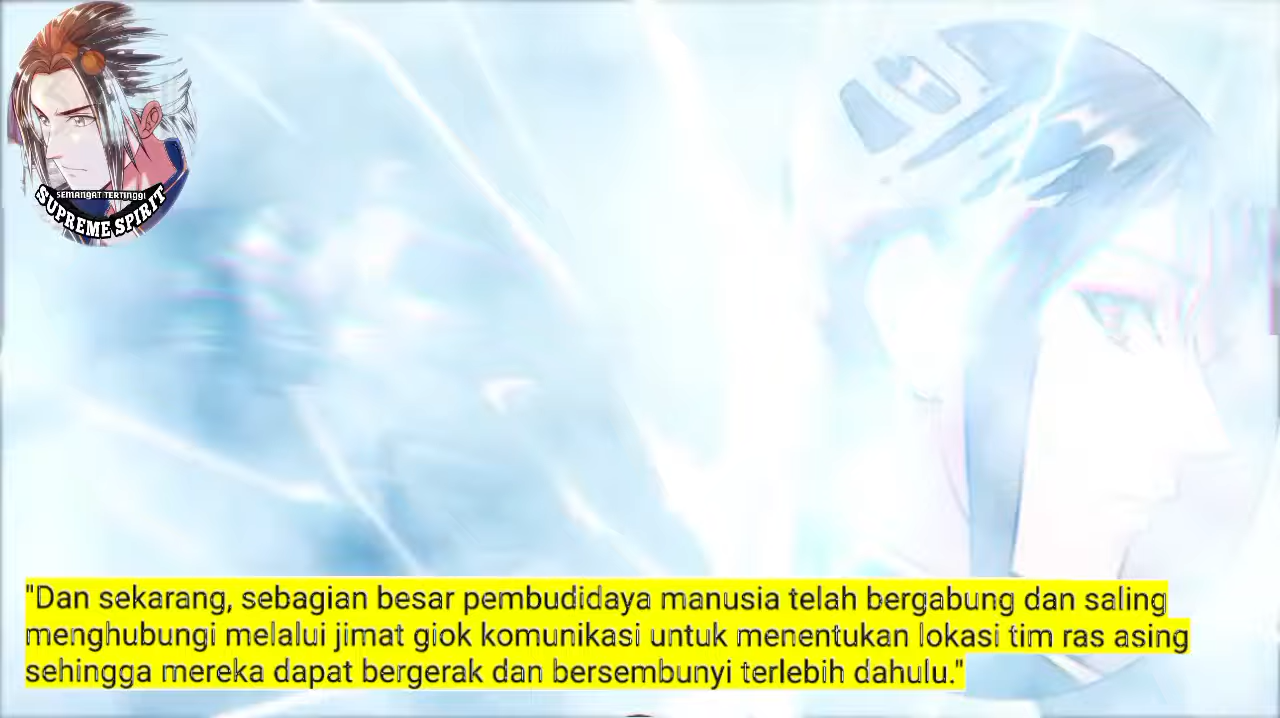 SEMANGAT TERTINGGI
SUPREME SPIRIT
"Dan sekarang, sebagian besar pembudidaya manusia telah bergabung dan saling
menghubungi melalui jimat giok komunikasi untuk menentukan lokasi tim ras asing
sehingga mereka dapat bergerak dan bersembunyi terlebih dahulu."